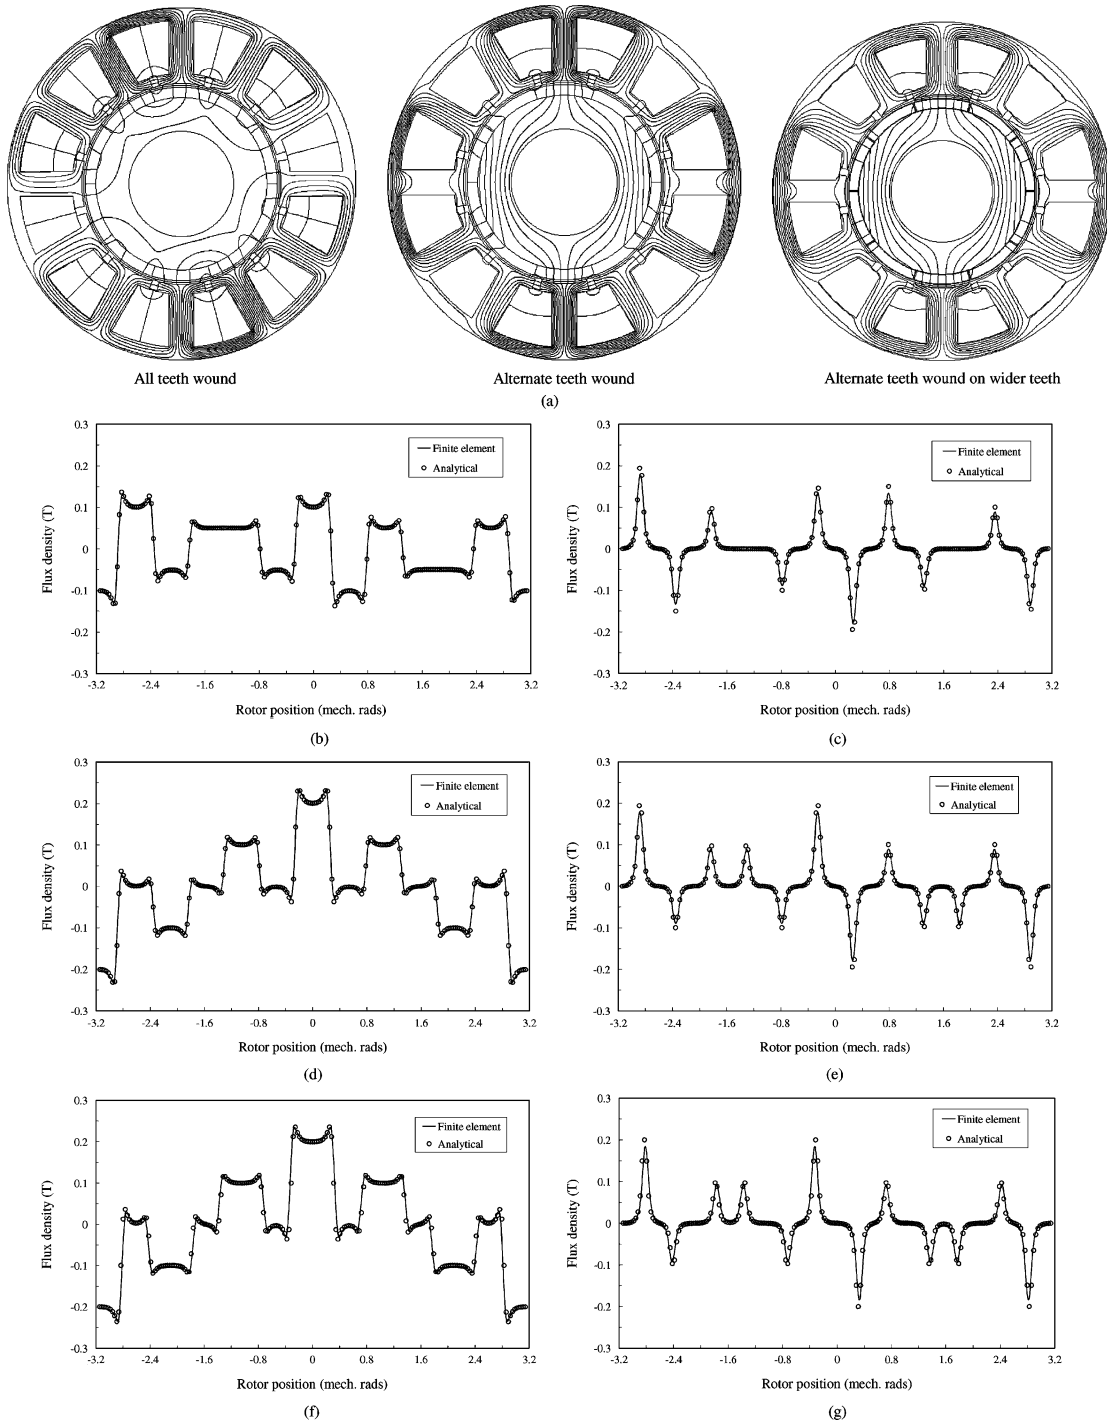 All teeth wound
Alternate teeth wound
Alternate teeth wound on wider teeth
(a)
0.3
0.2
0.1
0
-0.1
-0.2
-0.3
Flux density (T)
Finite element
Analytical
-3.2 -2.4 -1.6 -0.8 0 0.8 1.6 2.4 3.2
Rotor position (mech. rads)
(b)
0.3
0.2
0.1
0
-0.1
-0.2
-0.3
Flux density (T)
Finite element
Analytical
-3.2 -2.4 -1.6 -0.8 0 0.8 1.6 2.4 3.2
Rotor position (mech. rads)
(c)
0.3
0.2
0.1
0
-0.1
-0.2
-0.3
Flux density (T)
Finite element
Analytical
-3.2 -2.4 -1.6 -0.8 0 0.8 1.6 2.4 3.2
Rotor position (mech. rads)
(d)
0.3
0.2
0.1
0
-0.1
-0.2
-0.3
Flux density (T)
Finite element
Analytical
-3.2 -2.4 -1.6 -0.8 0 0.8 1.6 2.4 3.2
Rotor position (mech. rads)
(e)
0.3
0.2
0.1
0
-0.1
-0.2
-0.3
Flux density (T)
Finite element
Analytical
-3.2 -2.4 -1.6 -0.8 0 0.8 1.6 2.4 3.2
Rotor position (mech. rads)
(f)
0.3
0.2
0.1
0
-0.1
-0.2
-0.3
Flux density (T)
Finite element
Analytical
-3.2 -2.4 -1.6 -0.8 0 0.8 1.6 2.4 3.2
Rotor position (mech. rads)
(g)